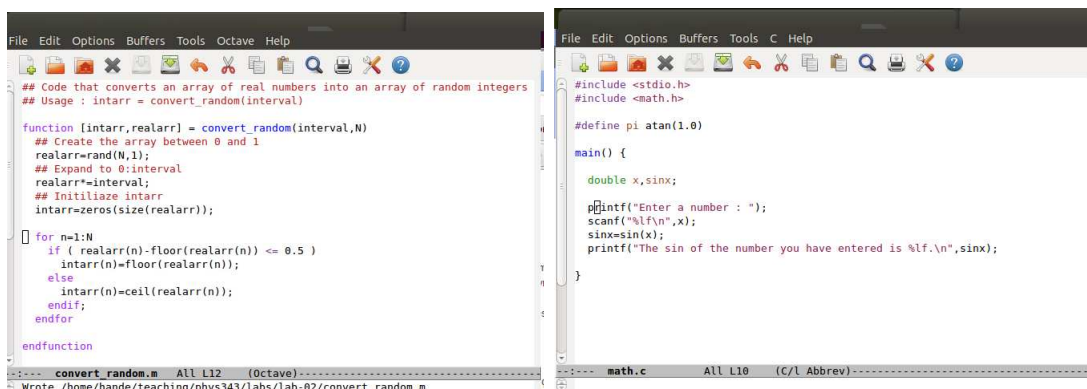 File Edit Options Buffers Tools Octave Help
## Code that converts an array of real numbers into an array of random integers
## Usage : intarr = convert_random(interval)
function [intarr,realarr] = convert_random(interval,N)
## Create the array between 0 and 1
realarr=rand(N,1);
## Expand to 0:interval
realarr*=interval;
## Initiliaze intarr
intarr=zeros(size(realarr));
for n=1:N
if ( realarr(n)-floor(realarr(n)) <= 0.5 )
intarr(n)=floor(realarr(n));
else
intarr(n)=ceil(realarr(n));
endif;
endfor
endfunction
--:--- convert_random.m All L12 (Octave)
Wrote /home/hande/teaching/phys343/labs/lab-02/convert_random.m
File Edit Options Buffers Tools C Help
#include <stdio.h>
#include <math.h>
#define pi atan(1.0)
main() {
double x,sinx;
printf("Enter a number : ");
scanf("%lf\n",x);
sinx=sin(x);
printf("The sin of the number you have entered is %lf.\n",sinx);
}
--:--- math.c All L10 (C/l Abbrev)